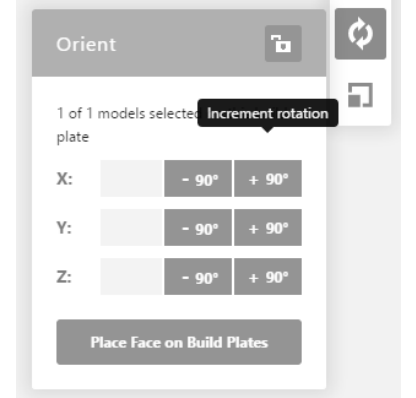 Orient
1 of 1 models selected
Increment rotation
plate
X: - 90° + 90°
Y: - 90° + 90°
Z: - 90° + 90°
Place Face on Build Plates